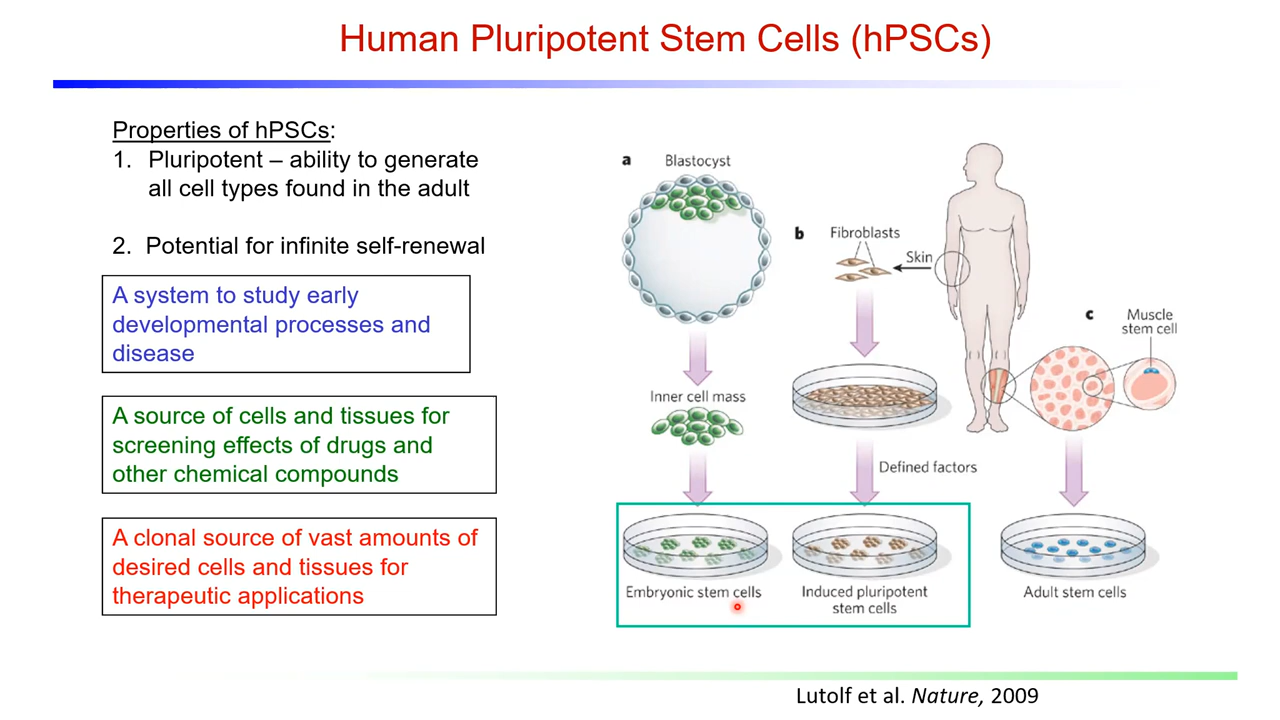 Human Pluripotent Stem Cells (hPSCs)
Properties of hPSCs:
1. Pluripotent – ability to generate
all cell types found in the adult
2. Potential for infinite self-renewal
A system to study early
developmental processes and
disease
A source of cells and tissues for
screening effects of drugs and
other chemical compounds
A clonal source of vast amounts of
desired cells and tissues for
therapeutic applications
a Blastocyst
Inner cell mass
Embryonic stem cells
b Fibroblasts
Skin
Defined factors
Induced pluripotent
stem cells
c Muscle
stem cell
Adult stem cells
Lutolf et al. Nature, 2009